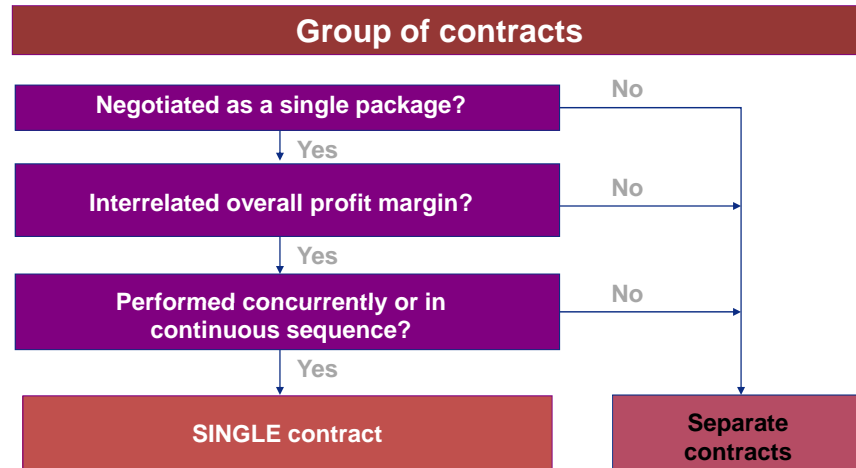 Group of contracts
Negotiated as a single package?
No
Yes
Interrelated overall profit margin?
No
Yes
Performed concurrently or in
continuous sequence?
No
Yes
SINGLE contract
Separate
contracts